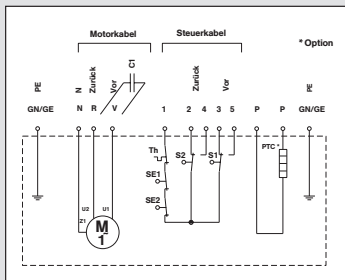 Motorkabel Steuerkabel
* Option
PE N Zurück Vor C1 Zurück Vor PE
GN/GE N R V 1 2 4 3 5 P P GN/GE
Th S2 S1 PTC *
SE1
U2 U1 SE2
Z1 M
1